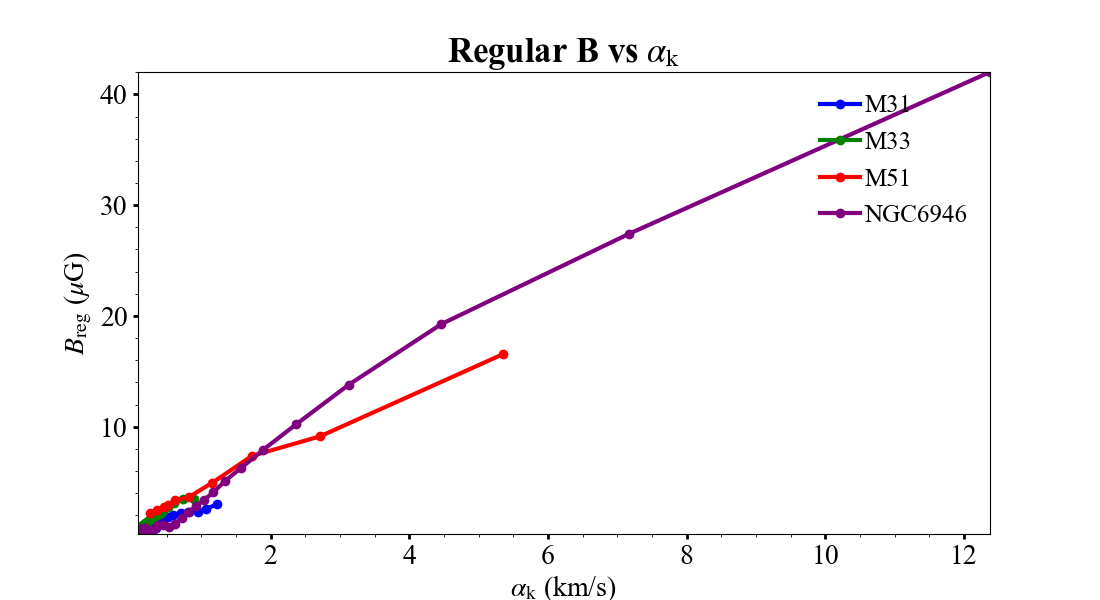 Regular B vs αk
40
30
20
10
Breg (μG)
M31
M33
M51
NGC6946
2 4 6 8 10 12
αk (km/s)